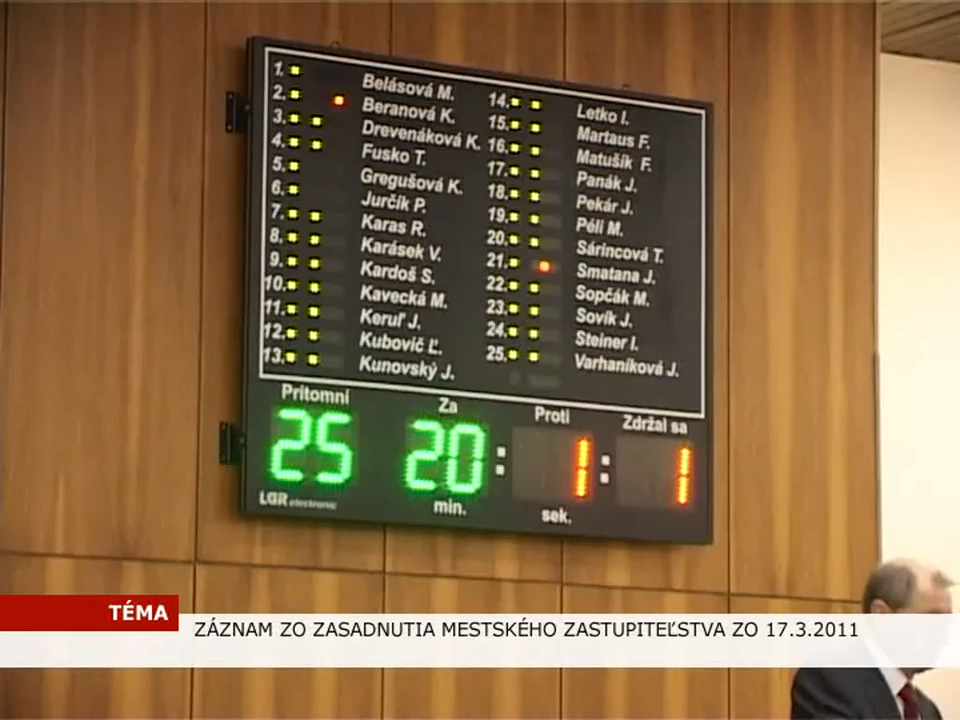 1. Belásová M.
2. Beranová K.
3. Drevenáková K.
4. Fusko T.
5. Gregušová K.
6. Jurčík P.
7. Karas R.
8. Karásek V.
9. Kardoš S.
10. Kavecká M.
11. Keruľ J.
12. Kubovič Ľ.
13. Kunovský J.
14. Letko I.
15. Martaus F.
16. Matušík F.
17. Panák J.
18. Pekár J.
19. Póli M.
20. Sárincová T.
21. Smatana J.
22. Sopčák M.
23. Sovík J.
24. Steiner I.
25. Varhaníková J.
Prítomní Za Proti Zdržal sa
25 20 : 1 : 1
LGR electronic min. sek.
TÉMA
ZÁZNAM ZO ZASADNUTIA MESTSKÉHO ZASTUPITEĽSTVA ZO 17.3.2011